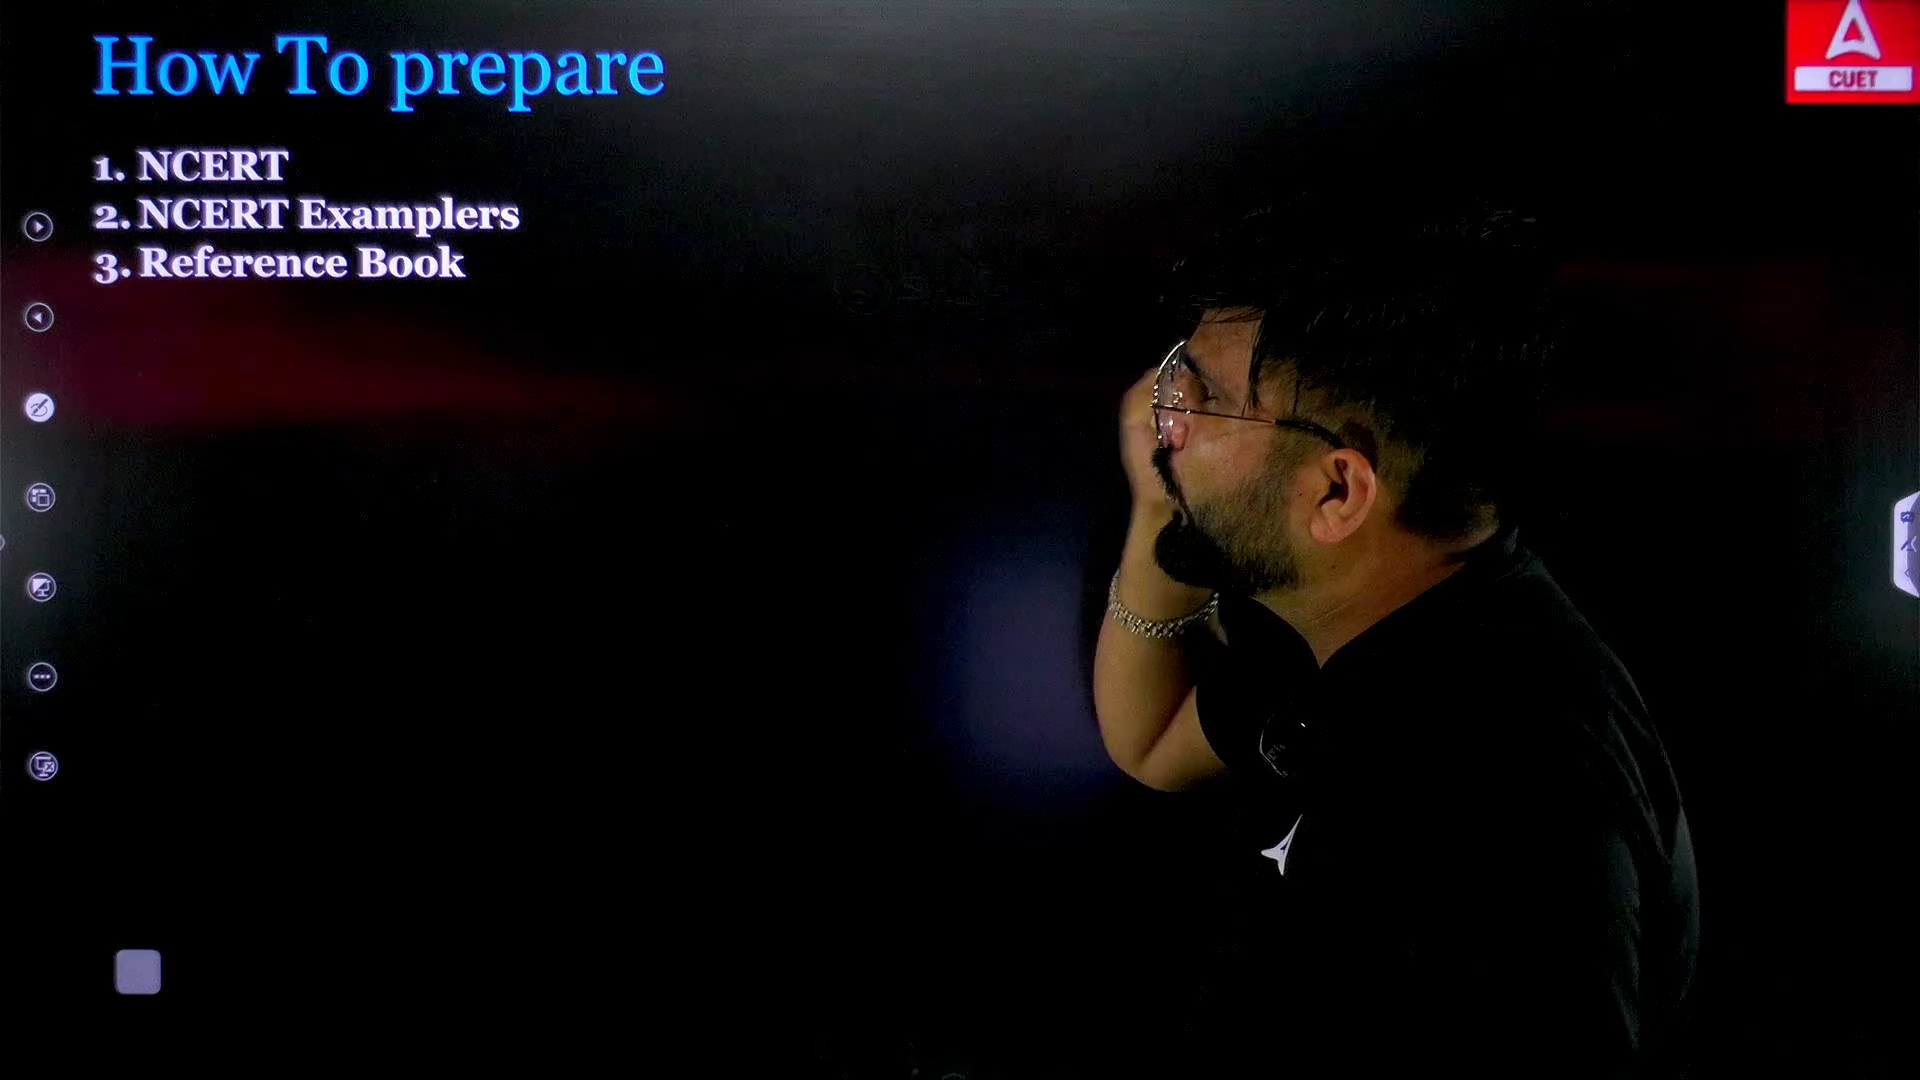 How To prepare
CUET
1. NCERT
2. NCERT Examplers
3. Reference Book